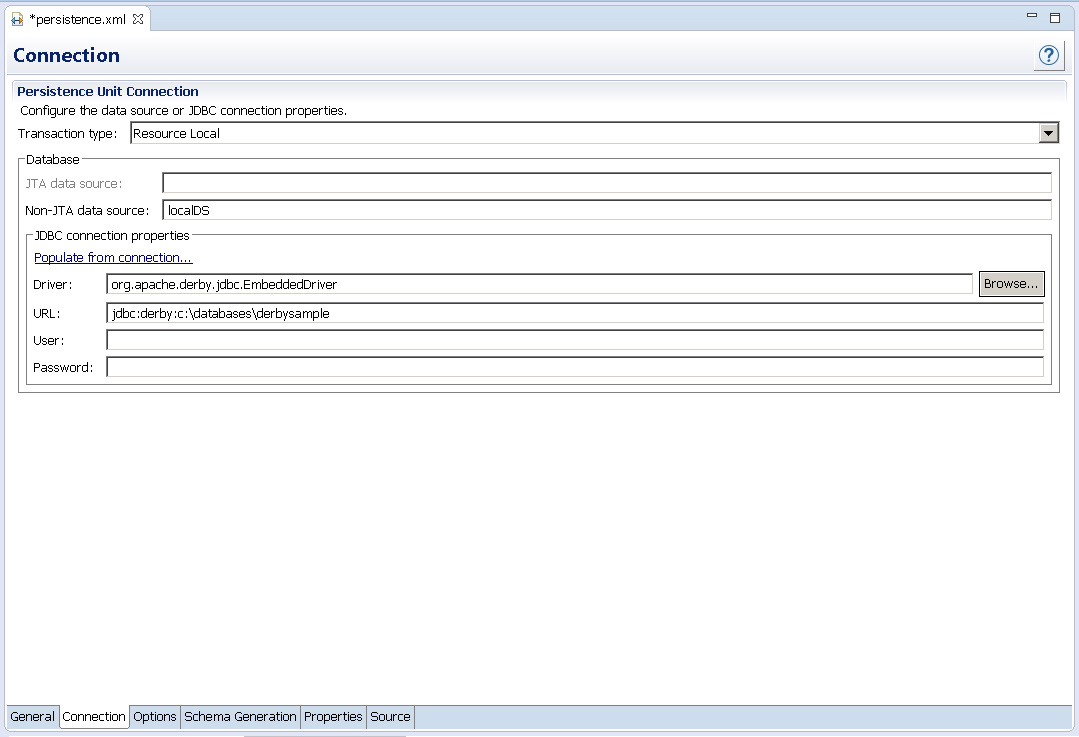 *persistence.xml
Connection
?
Persistence Unit Connection
Configure the data source or JDBC connection properties.
Transaction type: Resource Local
Database
JTA data source:
Non-JTA data source: localDS
JDBC connection properties
Populate from connection...
Driver: org.apache.derby.jdbc.EmbeddedDriver Browse...
URL: jdbc:derby:c:\databases\derbysample
User:
Password:
General Connection Options Schema Generation Properties Source